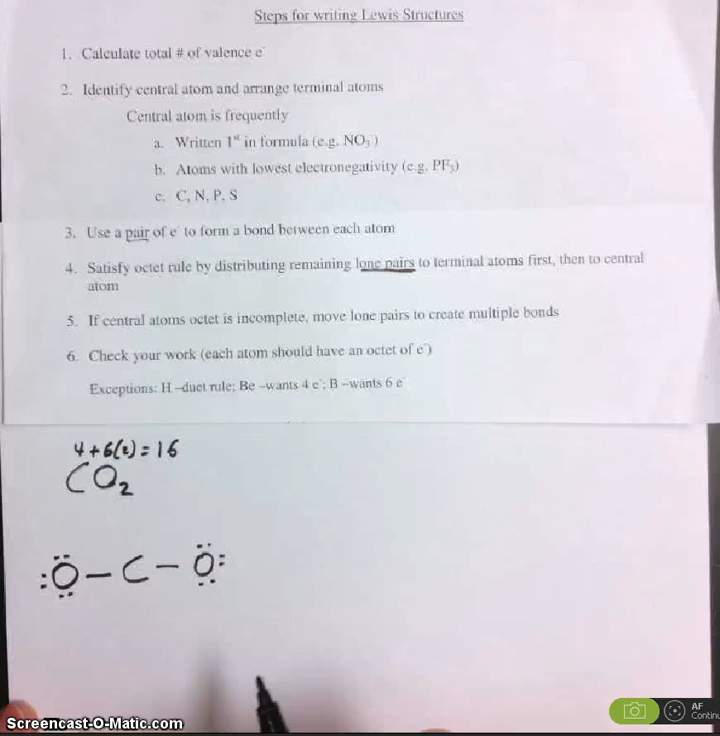 Steps for writing Lewis Structures
1. Calculate total # of valence e⁻
2. Identify central atom and arrange terminal atoms
Central atom is frequently
a. Written 1st in formula (e.g. NO₃⁻)
b. Atoms with lowest electronegativity (e.g. PF₅)
c. C, N, P, S
3. Use a pair of e⁻ to form a bond between each atom
4. Satisfy octet rule by distributing remaining lone pairs to terminal atoms first, then to central
atom
5. If central atoms octet is incomplete, move lone pairs to create multiple bonds
6. Check your work (each atom should have an octet of e⁻)
Exceptions: H –duet rule; Be –wants 4 e⁻; B –wants 6 e⁻
4+6(2)=16
CO₂
:Ö – C – Ö:
Screencast-O-Matic.com
AF
Continu